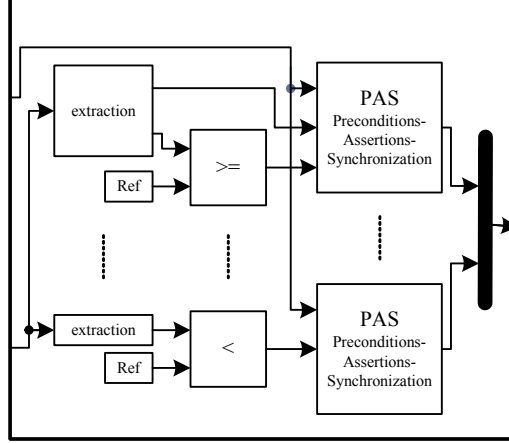 extraction
Ref
>=
PAS
Preconditions-
Assertions-
Synchronization
extraction
Ref
<
PAS
Preconditions-
Assertions-
Synchronization